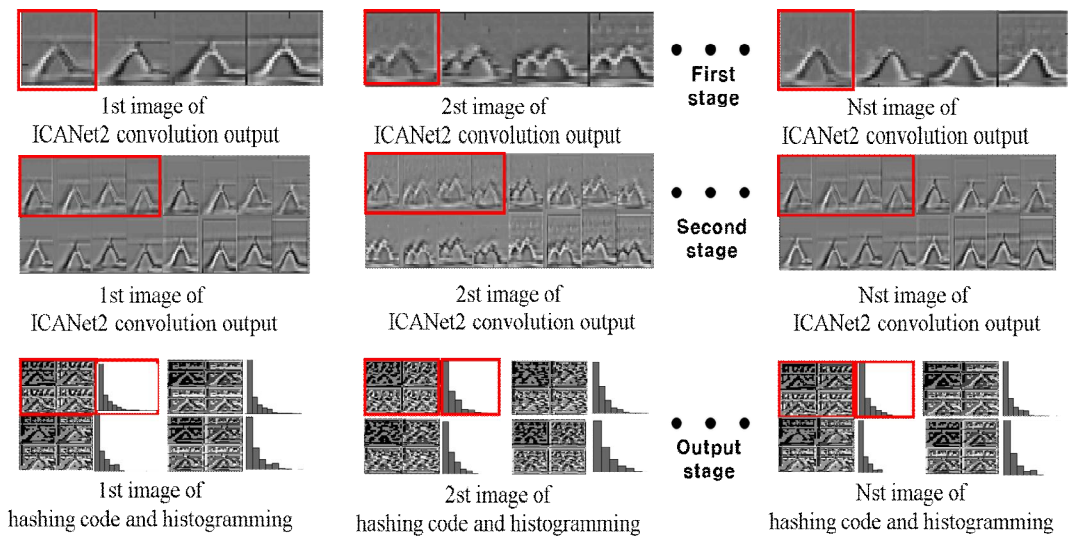 First
stage
1st image of
ICANet2 convolution output
2st image of
ICANet2 convolution output
Nst image of
ICANet2 convolution output
Second
stage
1st image of
ICANet2 convolution output
2st image of
ICANet2 convolution output
Nst image of
ICANet2 convolution output
Output
stage
1st image of
hashing code and histogramming
2st image of
hashing code and histogramming
Nst image of
hashing code and histogramming